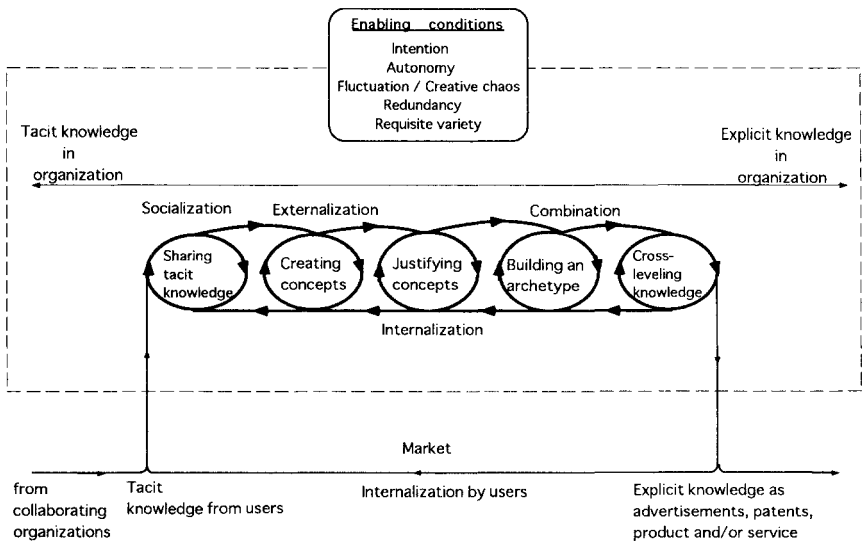 Enabling conditions
Intention
Autonomy
Fluctuation / Creative chaos
Redundancy
Requisite variety
Tacit knowledge
in
organization
Explicit knowledge
in
organization
Socialization
Externalization
Combination
Sharing
tacit
knowledge
Creating
concepts
Justifying
concepts
Building an
archetype
Cross-
leveling
knowledge
Internalization
Market
from
collaborating
organizations
Tacit
knowledge from users
Internalization by users
Explicit knowledge as
advertisements, patents,
product and/or service